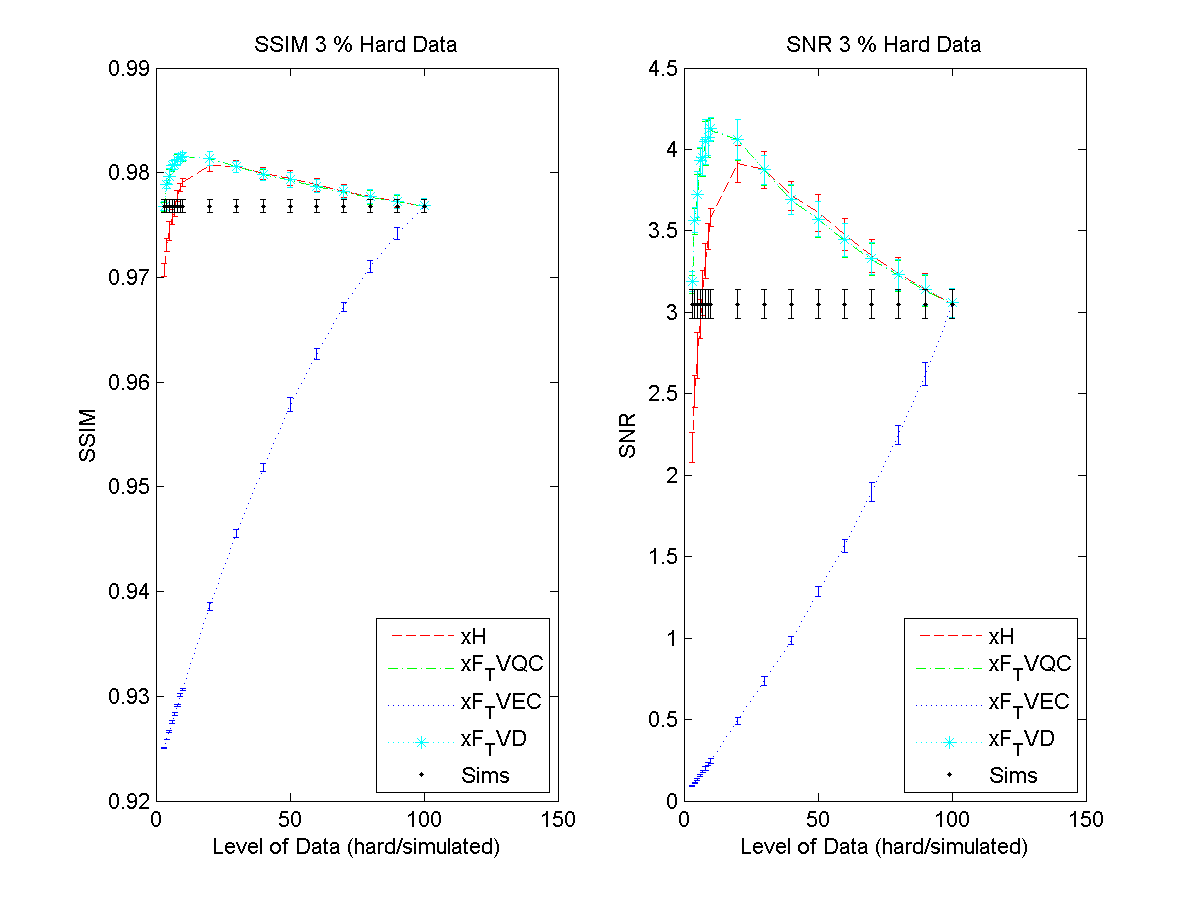 SSIM 3 % Hard Data
0.99
0.98
0.97
0.96
0.95
0.94
0.93
0.92
SSIM
0
50
100
150
Level of Data (hard/simulated)
xH
xF_TVQC
xF_TVEC
xF_TVD
Sims
SNR 3 % Hard Data
4.5
4
3.5
3
2.5
2
1.5
1
0.5
0
SNR
0
50
100
150
Level of Data (hard/simulated)
xH
xF_TVQC
xF_TVEC
xF_TVD
Sims